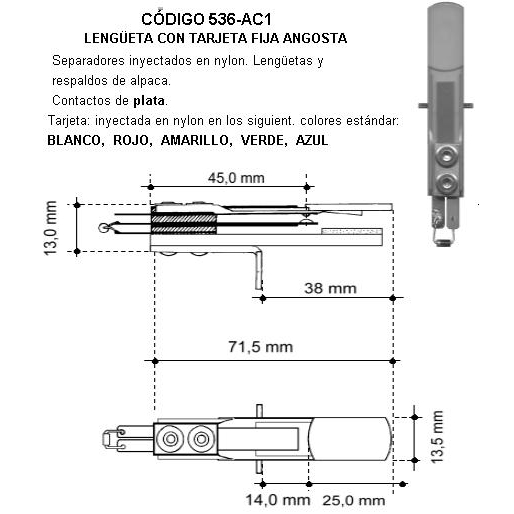 CÓDIGO 536-AC1
LENGÜETA CON TARJETA FIJA ANGOSTA
Separadores inyectados en nylon. Lengüetas y
respaldos de alpaca.
Contactos de plata.
Tarjeta: inyectada en nylon en los siguient. colores estándar:
BLANCO, ROJO, AMARILLO, VERDE, AZUL
45,0 mm
13,0 mm
38 mm
71,5 mm
13,5 mm
14,0 mm
25,0 mm